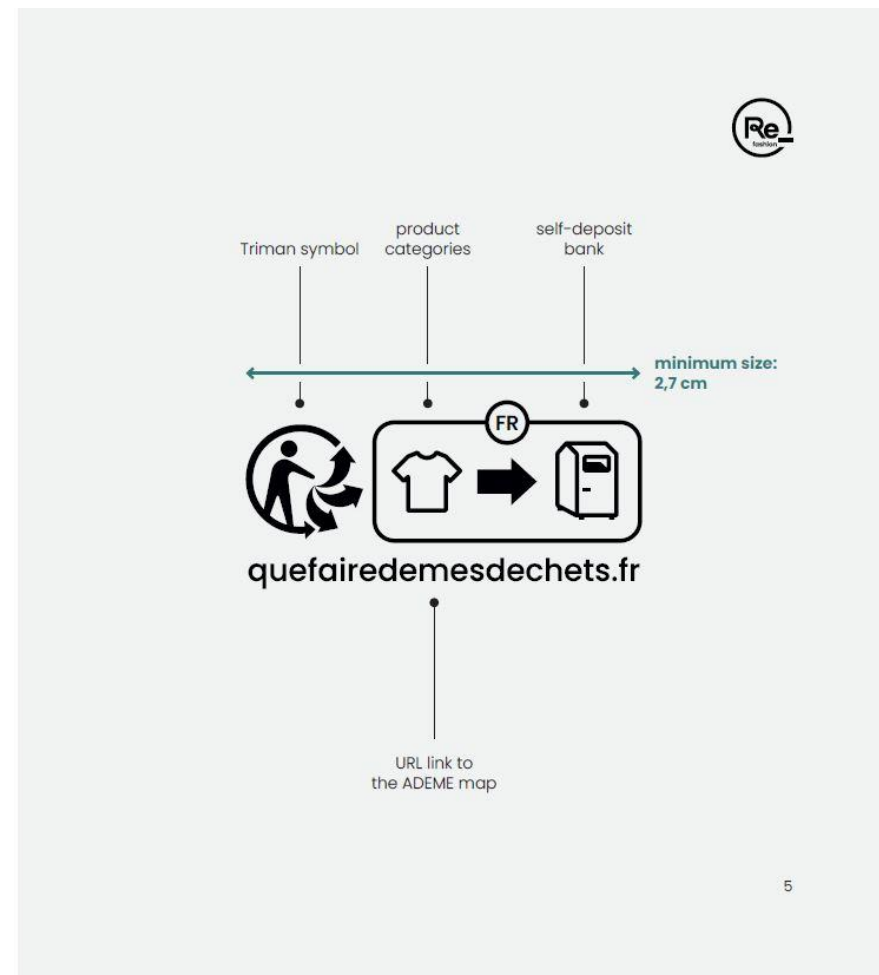 Re_
fashion
Triman symbol
product
categories
self-deposit
bank
minimum size:
2,7 cm
FR
quefairedemesdechets.fr
URL link to
the ADEME map
5